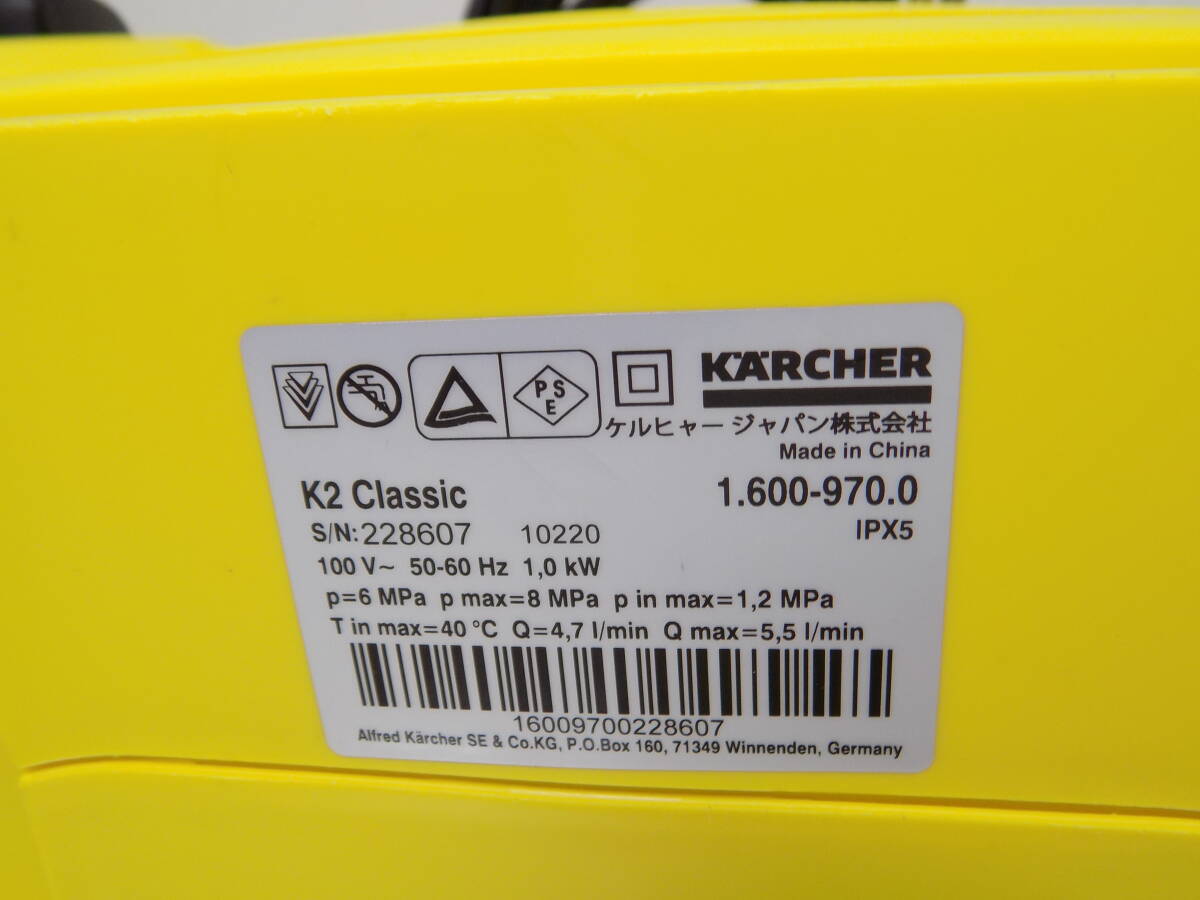 PSE
KÄRCHER
ケルヒャー ジャパン株式会社
Made in China
K2 Classic 1.600-970.0
S/N: 228607 10220 IPX5
100 V~ 50-60 Hz 1,0 kW
p=6 MPa p max=8 MPa p in max=1,2 MPa
T in max=40 °C Q=4,7 l/min Q max=5,5 l/min
16009700228607
Alfred Kärcher SE & Co.KG, P.O.Box 160, 71349 Winnenden, Germany